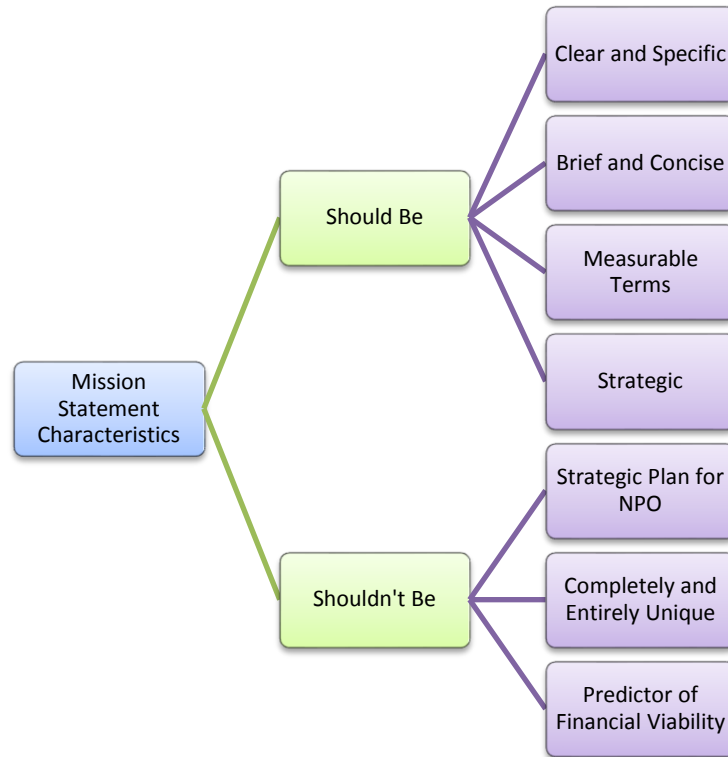 Mission
Statement
Characteristics
Should Be
Clear and Specific
Brief and Concise
Measurable
Terms
Strategic
Shouldn't Be
Strategic Plan for
NPO
Completely and
Entirely Unique
Predictor of
Financial Viability